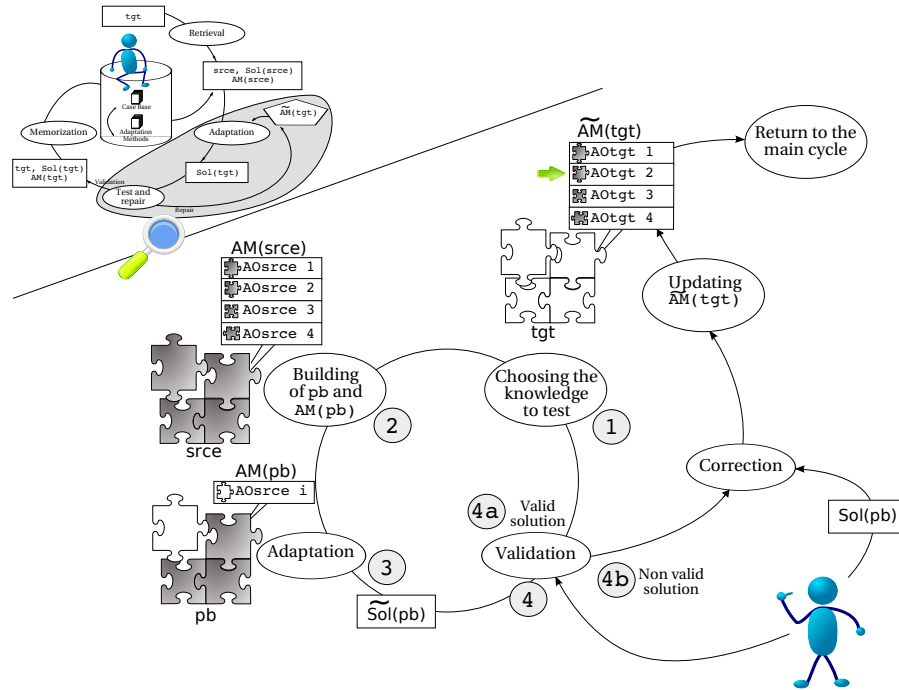 tgt
Retrieval
srce, Sol(srce)
AM(srce)
Case Base
Adaptation
Methods
Memorization
tgt, Sol(tgt)
AM(tgt)
Validation
Test and
repair
Repair
Sol(tgt)
Adaptation
ÃM(tgt)
ÃM(tgt)
AOtgt 1
AOtgt 2
AOtgt 3
AOtgt 4
tgt
Return to the
main cycle
Updating
ÃM(tgt)
AM(srce)
AOsrce 1
AOsrce 2
AOsrce 3
AOsrce 4
srce
Building
of pb and
AM(pb)
2
Choosing the
knowledge
to test
1
Correction
AM(pb)
AOsrce i
pb
Adaptation
3
S̃ol(pb)
4a
Valid
solution
Validation
4
4b
Non valid
solution
Sol(pb)